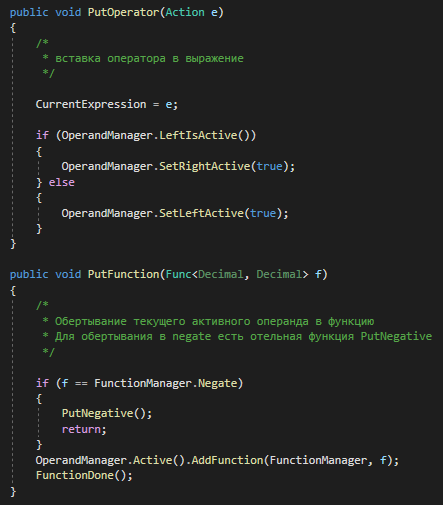 public void PutOperator(Action e)
{
    /*
     * вставка оператора в выражение
     */

    CurrentExpression = e;

    if (OperandManager.LeftIsActive())
    {
        OperandManager.SetRightActive(true);
    } else
    {
        OperandManager.SetLeftActive(true);
    }
}

public void PutFunction(Func<Decimal, Decimal> f)
{
    /*
     * Обертывание текущего активного операнда в функцию
     * Для обертывания в negate есть отельная функция PutNegative
     */

    if (f == FunctionManager.Negate)
    {
        PutNegative();
        return;
    }
    OperandManager.Active().AddFunction(FunctionManager, f);
    FunctionDone();
}